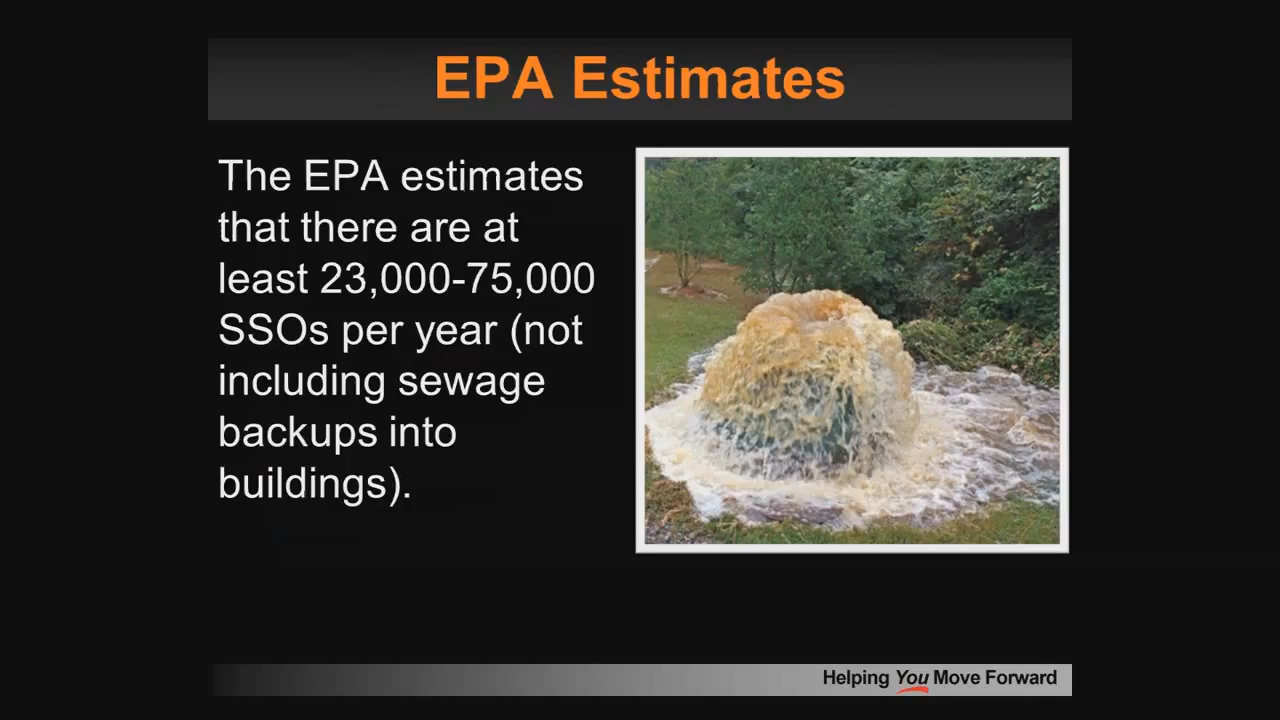 EPA Estimates
The EPA estimates
that there are at
least 23,000-75,000
SSOs per year (not
including sewage
backups into
buildings).
Helping You Move Forward